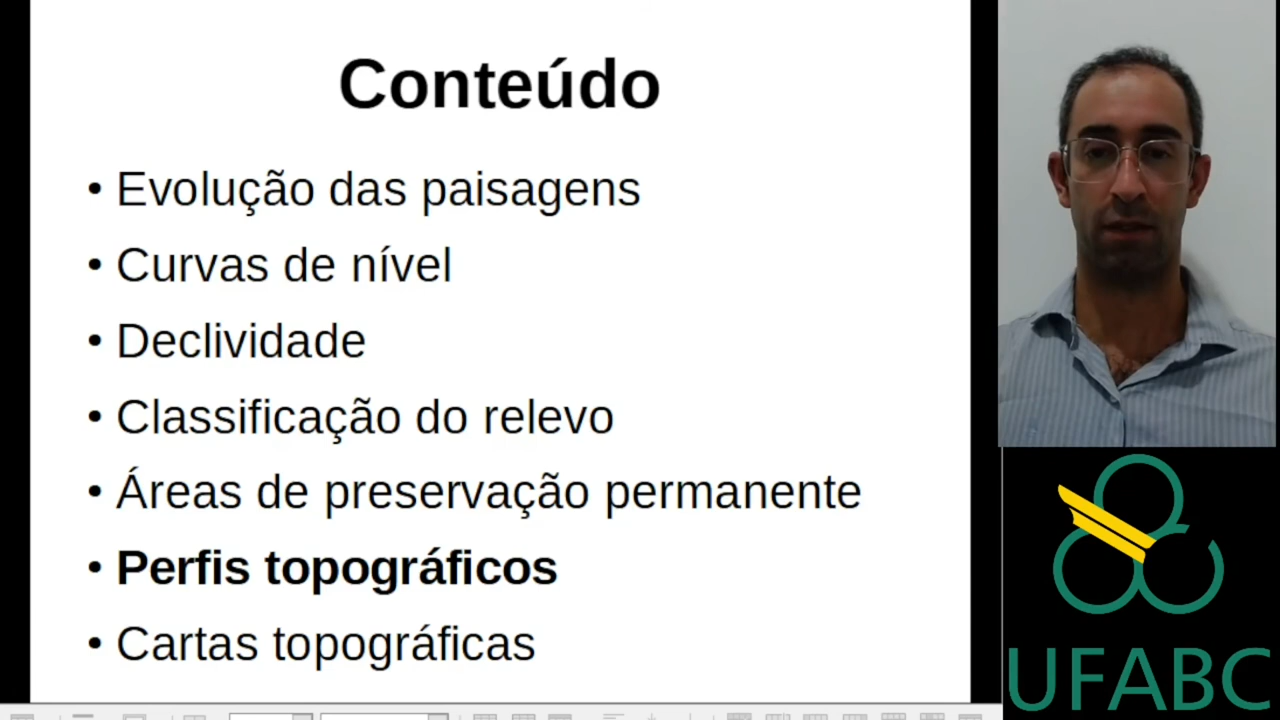 Conteúdo
• Evolução das paisagens
• Curvas de nível
• Declividade
• Classificação do relevo
• Áreas de preservação permanente
• Perfis topográficos
• Cartas topográficas
UFABC